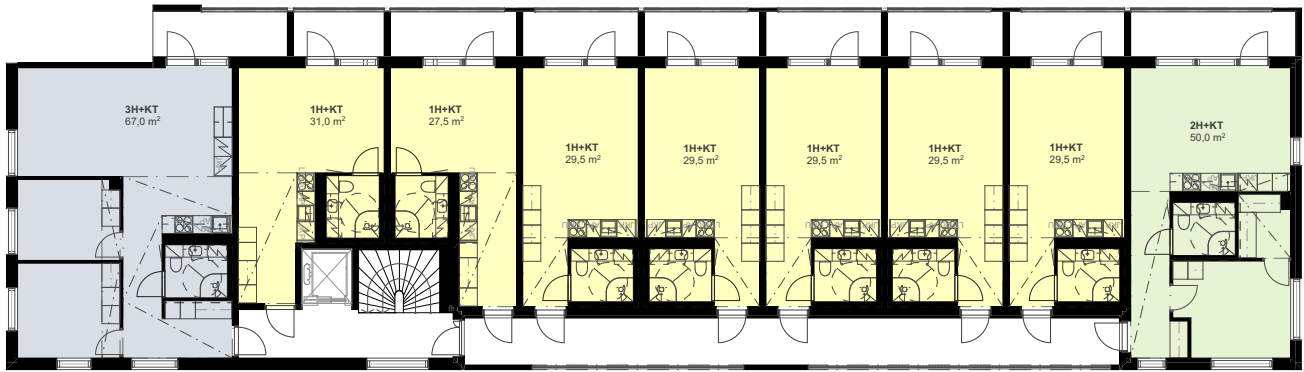 3H+KT
67,0 m²
1H+KT
31,0 m²
1H+KT
27,5 m²
1H+KT
29,5 m²
1H+KT
29,5 m²
1H+KT
29,5 m²
1H+KT
29,5 m²
1H+KT
29,5 m²
2H+KT
50,0 m²